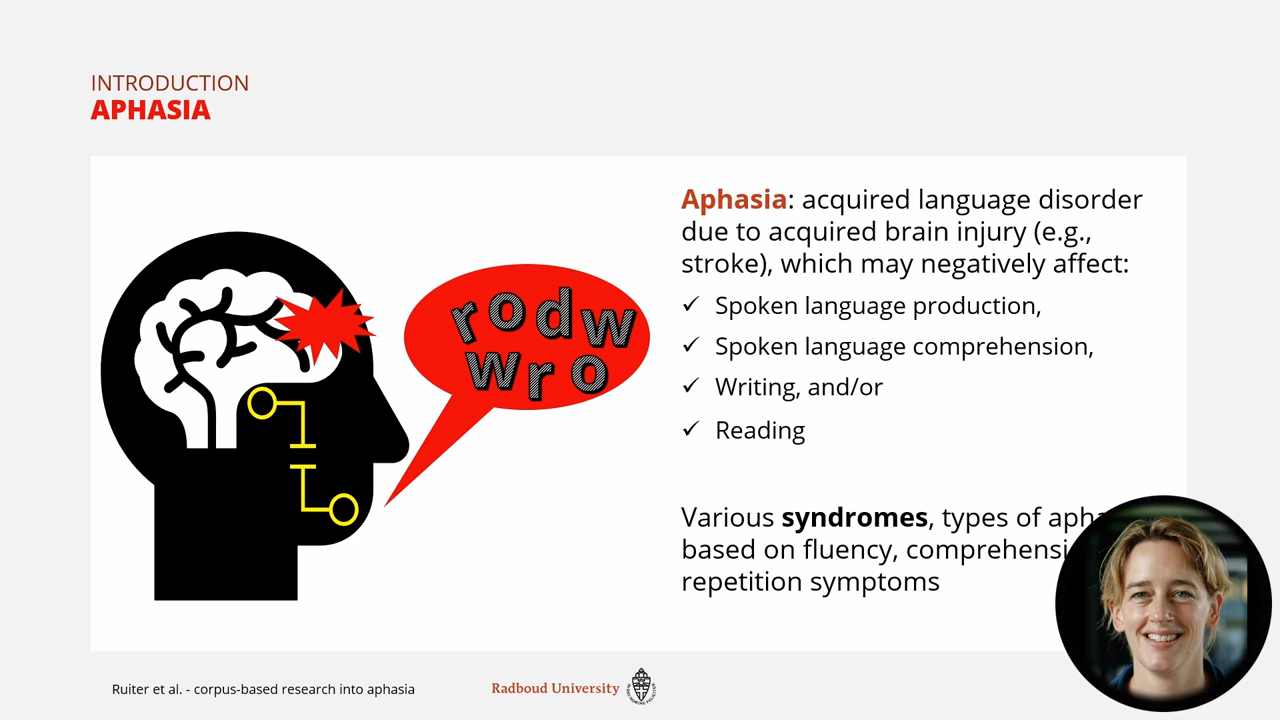 INTRODUCTION
APHASIA
rodw
wro
Aphasia: acquired language disorder
due to acquired brain injury (e.g.,
stroke), which may negatively affect:
✓ Spoken language production,
✓ Spoken language comprehension,
✓ Writing, and/or
✓ Reading
Various syndromes, types of
based on fluency,
repetition symptoms
Ruiter et al. - corpus-based research into aphasia
Radboud University